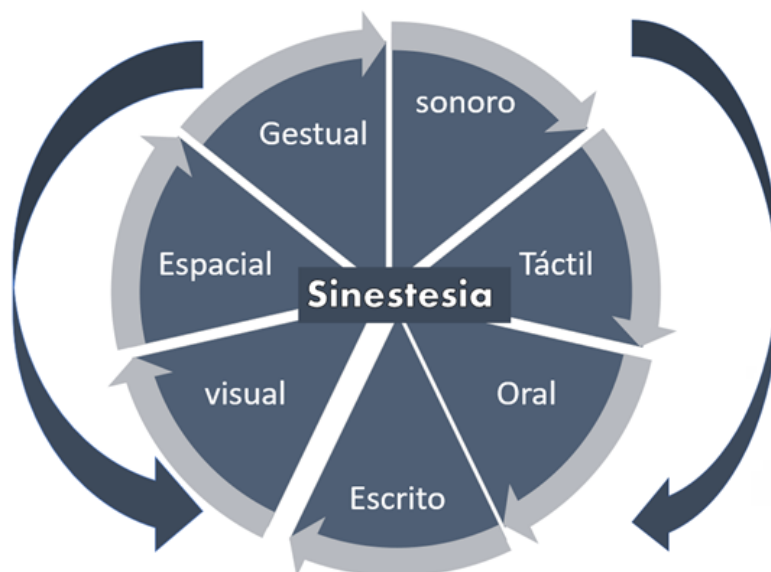 sonoro
Gestual
Espacial
Táctil
Sinestesia
visual
Oral
Escrito